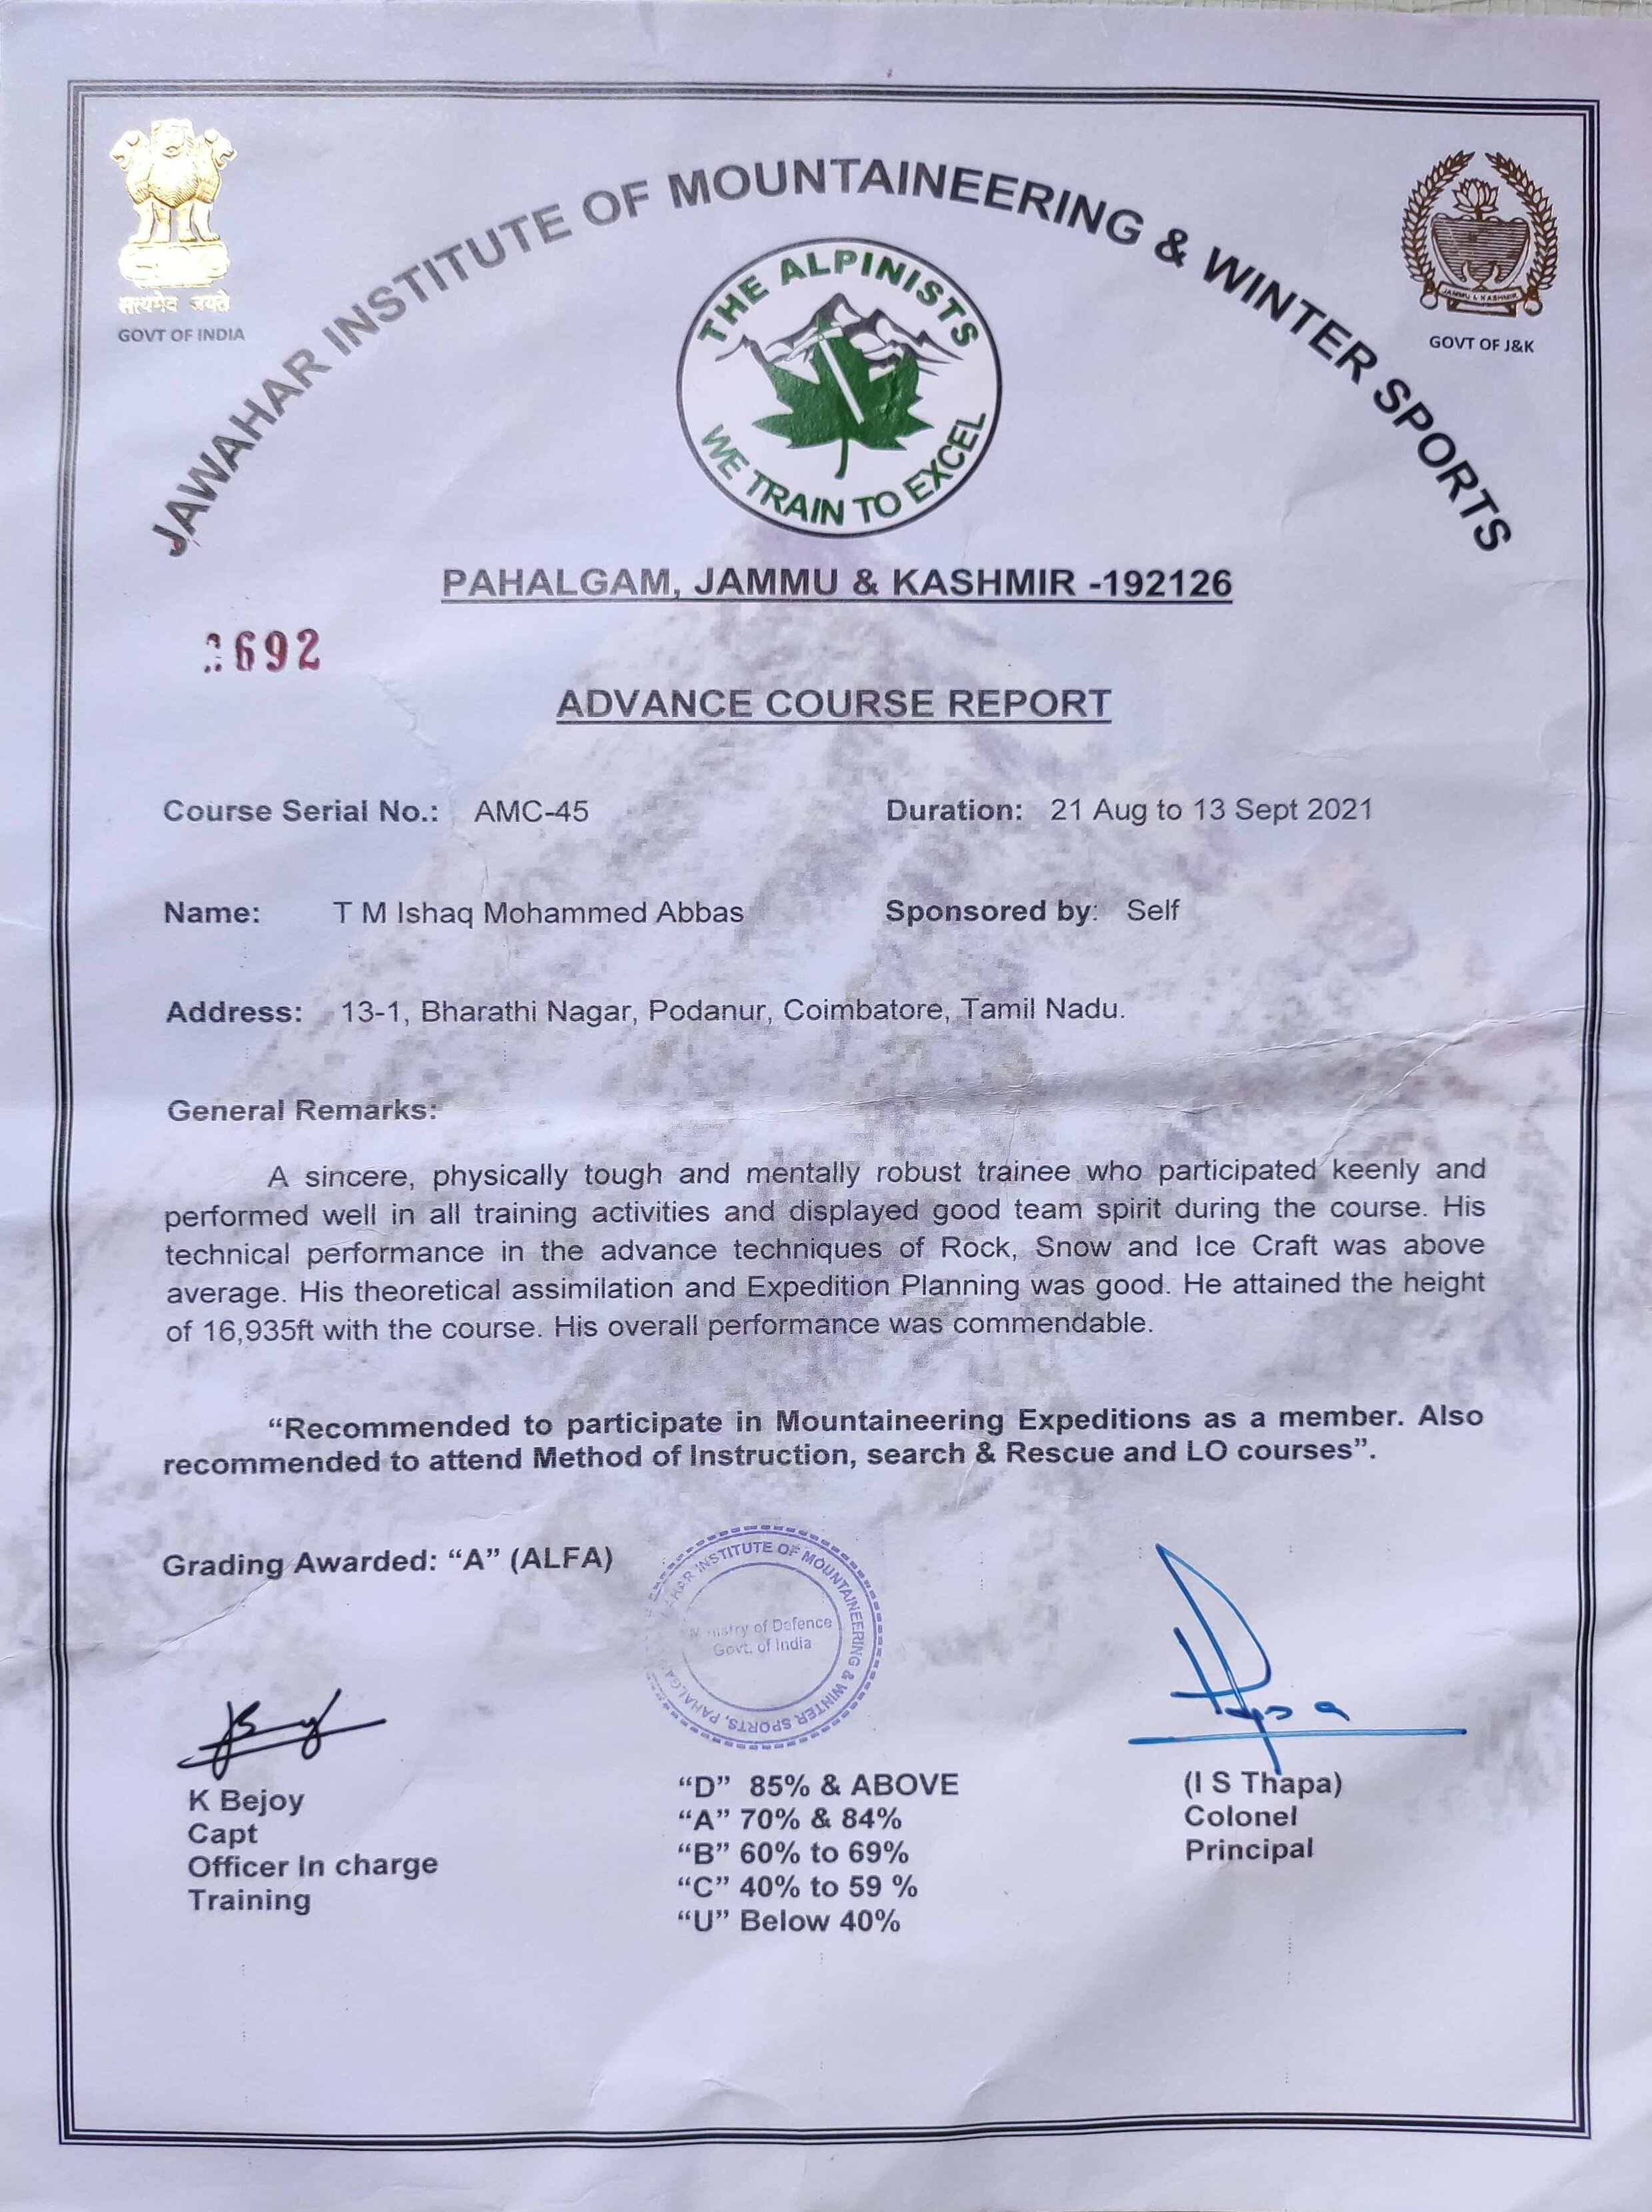 सत्यमेव जयते
GOVT OF INDIA
JAWAHAR INSTITUTE OF MOUNTAINEERING & WINTER SPORTS
THE ALPINISTS
WE TRAIN TO EXCEL
JAMMU & KASHMIR
GOVT OF J&K
PAHALGAM, JAMMU & KASHMIR -192126
692
ADVANCE COURSE REPORT
Course Serial No.: AMC-45 Duration: 21 Aug to 13 Sept 2021
Name: T M Ishaq Mohammed Abbas Sponsored by: Self
Address: 13-1, Bharathi Nagar, Podanur, Coimbatore, Tamil Nadu.
General Remarks:
A sincere, physically tough and mentally robust trainee who participated keenly and
performed well in all training activities and displayed good team spirit during the course. His
technical performance in the advance techniques of Rock, Snow and Ice Craft was above
average. His theoretical assimilation and Expedition Planning was good. He attained the height
of 16,935ft with the course. His overall performance was commendable.
“Recommended to participate in Mountaineering Expeditions as a member. Also
recommended to attend Method of Instruction, search & Rescue and LO courses”.
Grading Awarded: “A” (ALFA)
INSTITUTE OF MOUNTAINEERING & WINTER SPORTS, PAHALGAM
Ministry of Defence
Govt. of India
K Bejoy
Capt
Officer In charge
Training
“D” 85% & ABOVE
“A” 70% & 84%
“B” 60% to 69%
“C” 40% to 59 %
“U” Below 40%
(I S Thapa)
Colonel
Principal